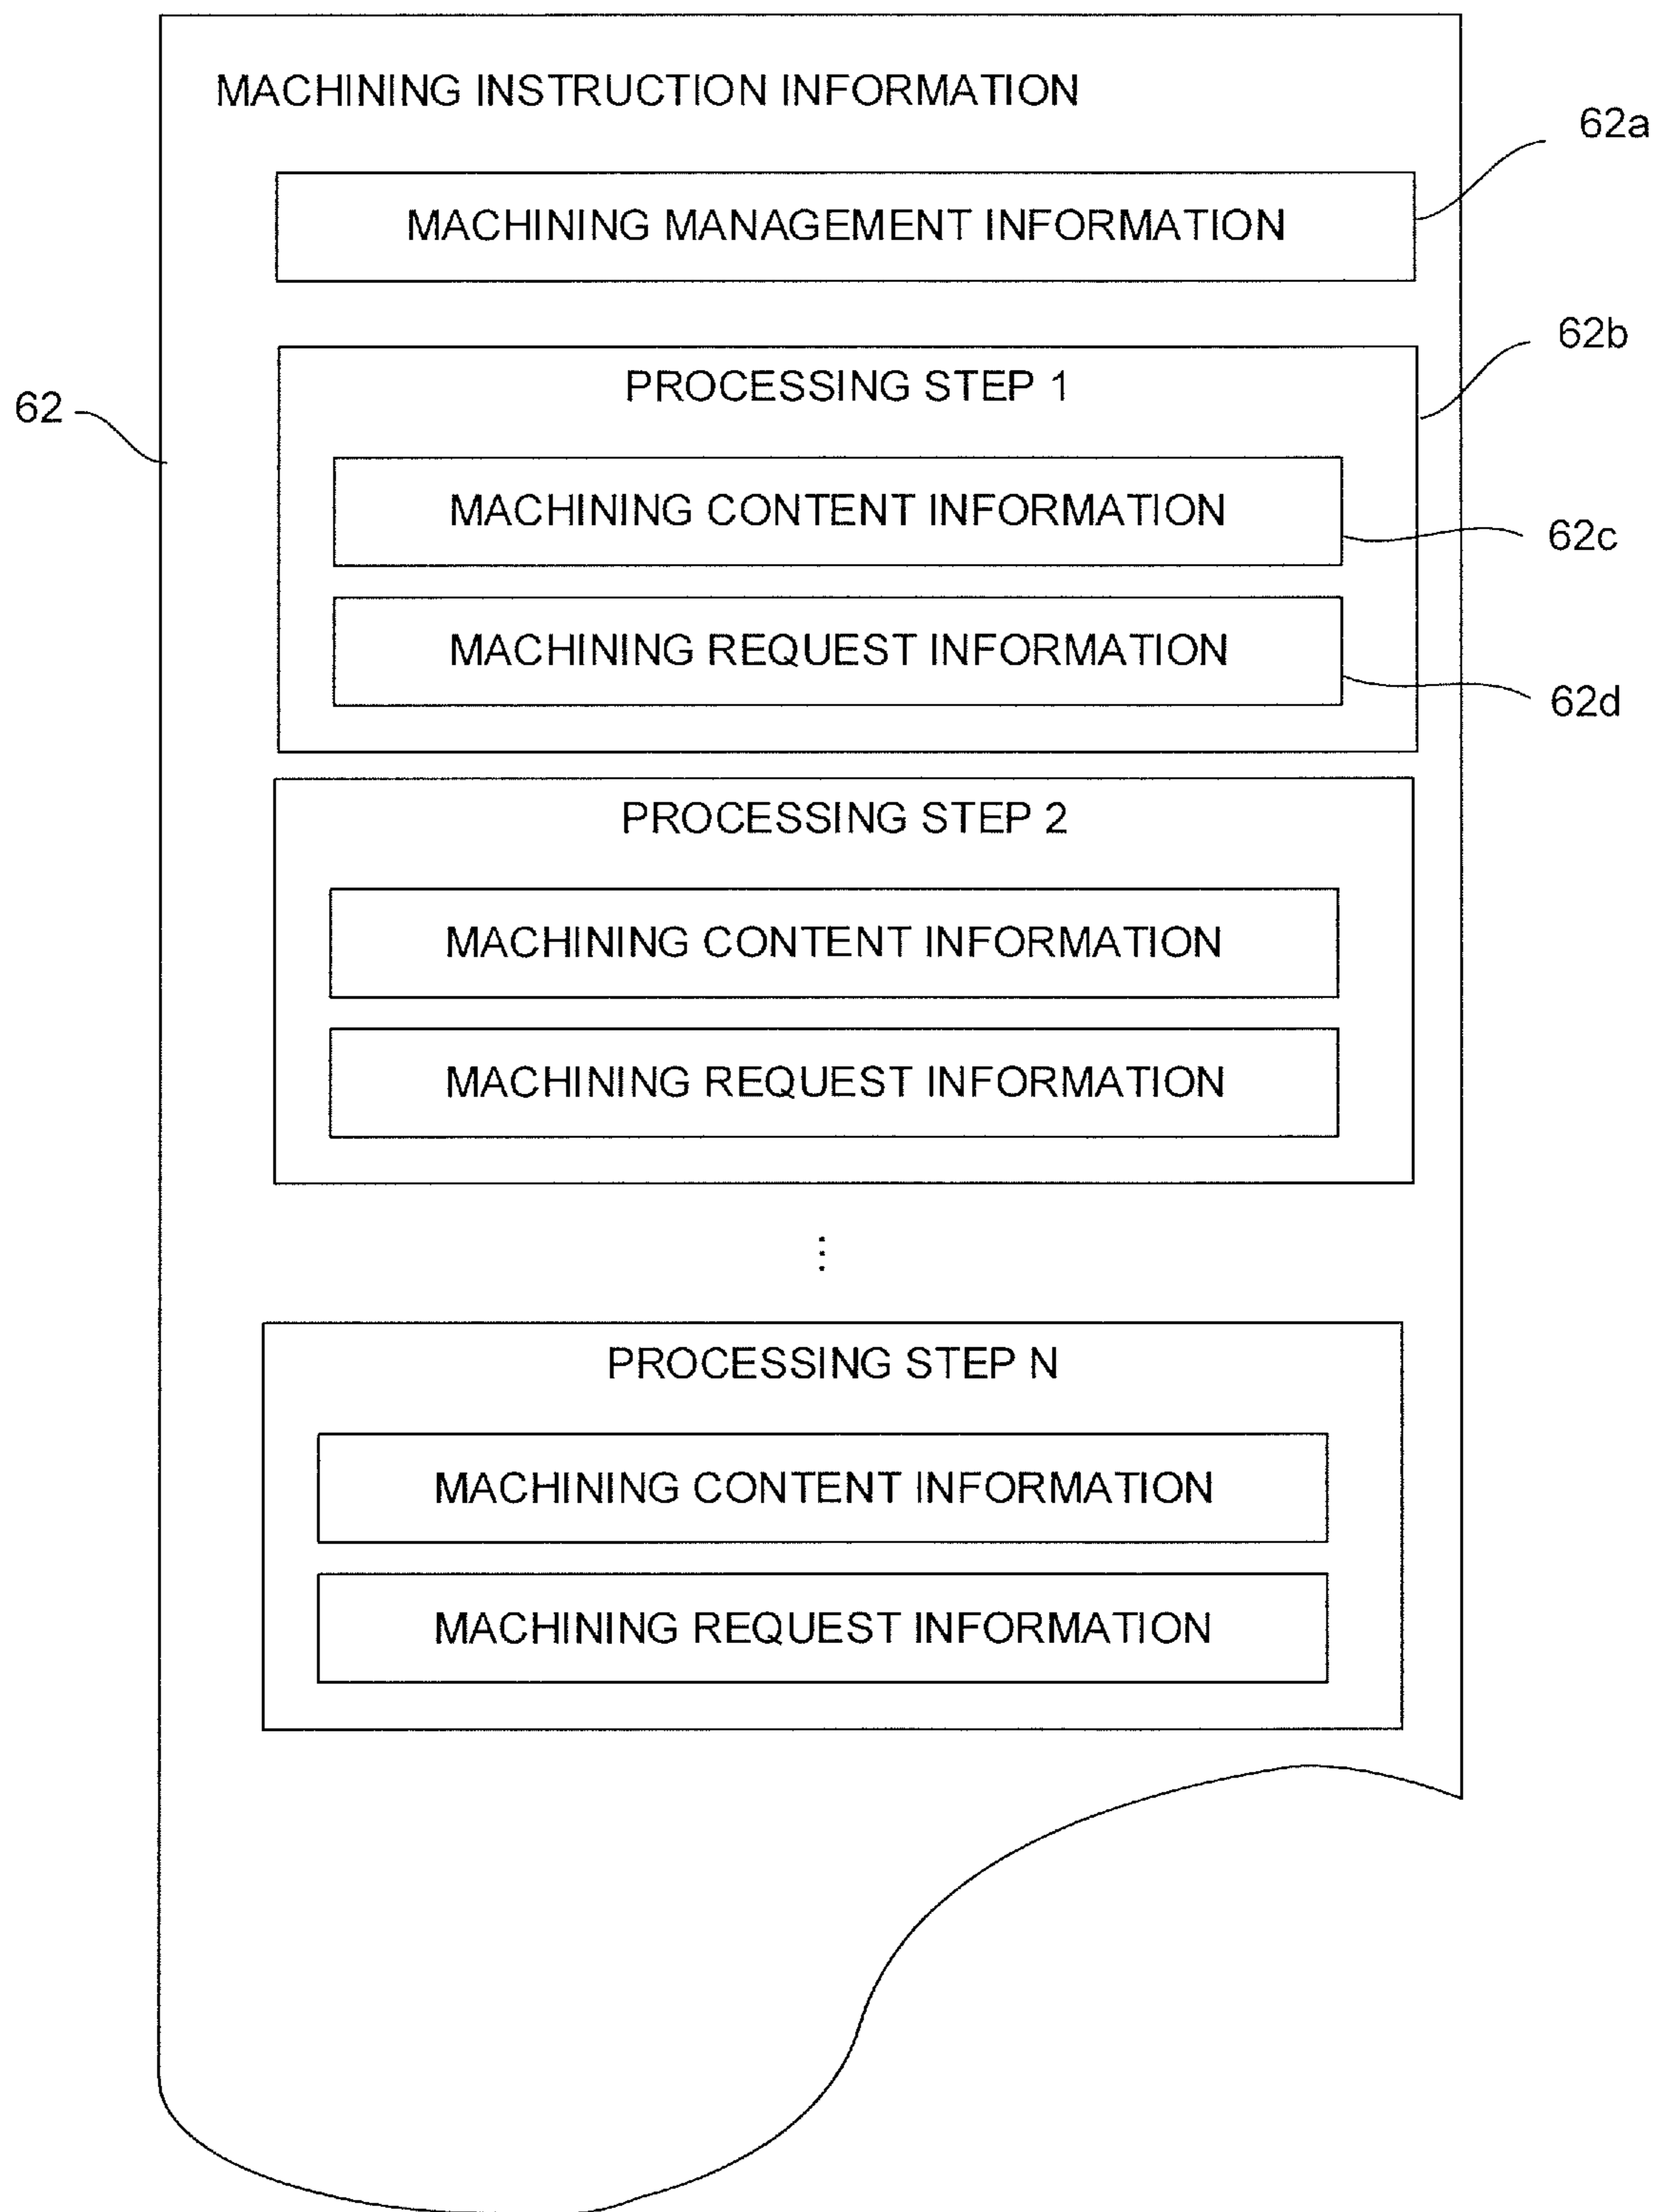 MACHINING INSTRUCTION INFORMATION
62a
MACHINING MANAGEMENT INFORMATION
62b
PROCESSING STEP 1
62
MACHINING CONTENT INFORMATION
62c
MACHINING REQUEST INFORMATION
62d
PROCESSING STEP 2
MACHINING CONTENT INFORMATION
MACHINING REQUEST INFORMATION
⋮
PROCESSING STEP N
MACHINING CONTENT INFORMATION
MACHINING REQUEST INFORMATION